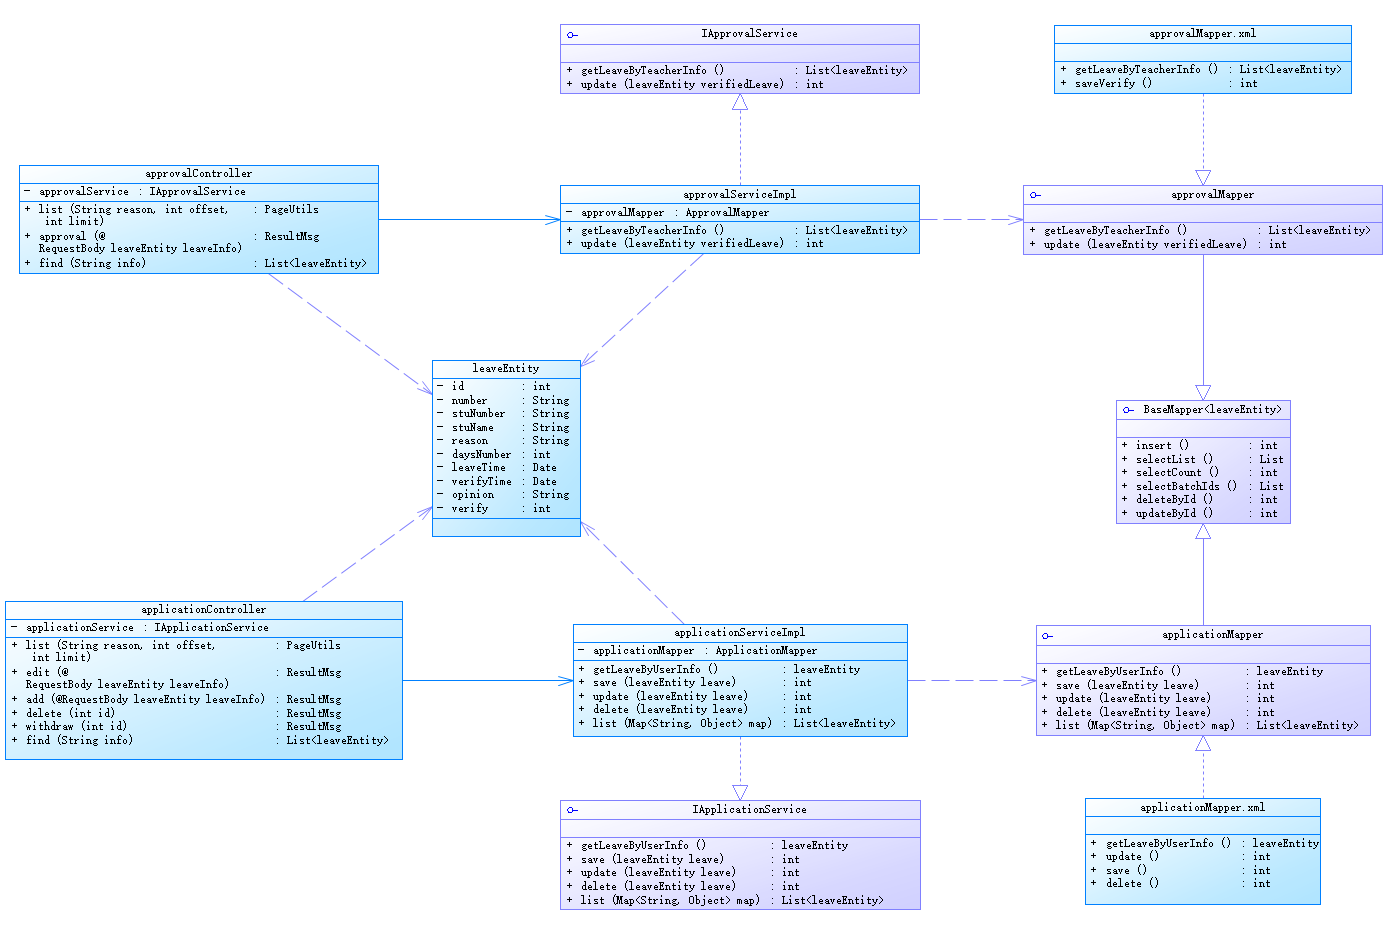 IApprovalService
+ getLeaveByTeacherInfo () : List<leaveEntity>
+ update (leaveEntity verifiedLeave) : int
approvalMapper.xml
+ getLeaveByTeacherInfo () : List<leaveEntity>
+ saveVerify () : int
approvalController
- approvalService : IApprovalService
+ list (String reason, int offset, : PageUtils
int limit)
+ approval (@ : ResultMsg
RequestBody leaveEntity leaveInfo)
+ find (String info) : List<leaveEntity>
approvalServiceImpl
- approvalMapper : ApprovalMapper
+ getLeaveByTeacherInfo () : List<leaveEntity>
+ update (leaveEntity verifiedLeave) : int
approvalMapper
+ getLeaveByTeacherInfo () : List<leaveEntity>
+ update (leaveEntity verifiedLeave) : int
leaveEntity
- id : int
- number : String
- stuNumber : String
- stuName : String
- reason : String
- daysNumber : int
- leaveTime : Date
- verifyTime : Date
- opinion : String
- verify : int
BaseMapper<leaveEntity>
+ insert () : int
+ selectList () : List
+ selectCount () : int
+ selectBatchIds () : List
+ deleteById () : int
+ updateById () : int
applicationController
- applicationService : IApplicationService
+ list (String reason, int offset, : PageUtils
int limit)
+ edit (@ : ResultMsg
RequestBody leaveEntity leaveInfo)
+ add (@RequestBody leaveEntity leaveInfo) : ResultMsg
+ delete (int id) : ResultMsg
+ withdraw (int id) : ResultMsg
+ find (String info) : List<leaveEntity>
applicationServiceImpl
- applicationMapper : ApplicationMapper
+ getLeaveByUserInfo () : leaveEntity
+ save (leaveEntity leave) : int
+ update (leaveEntity leave) : int
+ delete (leaveEntity leave) : int
+ list (Map<String, Object> map) : List<leaveEntity>
applicationMapper
+ getLeaveByUserInfo () : leaveEntity
+ save (leaveEntity leave) : int
+ update (leaveEntity leave) : int
+ delete (leaveEntity leave) : int
+ list (Map<String, Object> map) : List<leaveEntity>
IApplicationService
+ getLeaveByUserInfo () : leaveEntity
+ save (leaveEntity leave) : int
+ update (leaveEntity leave) : int
+ delete (leaveEntity leave) : int
+ list (Map<String, Object> map) : List<leaveEntity>
applicationMapper.xml
+ getLeaveByUserInfo () : leaveEntity
+ update () : int
+ save () : int
+ delete () : int